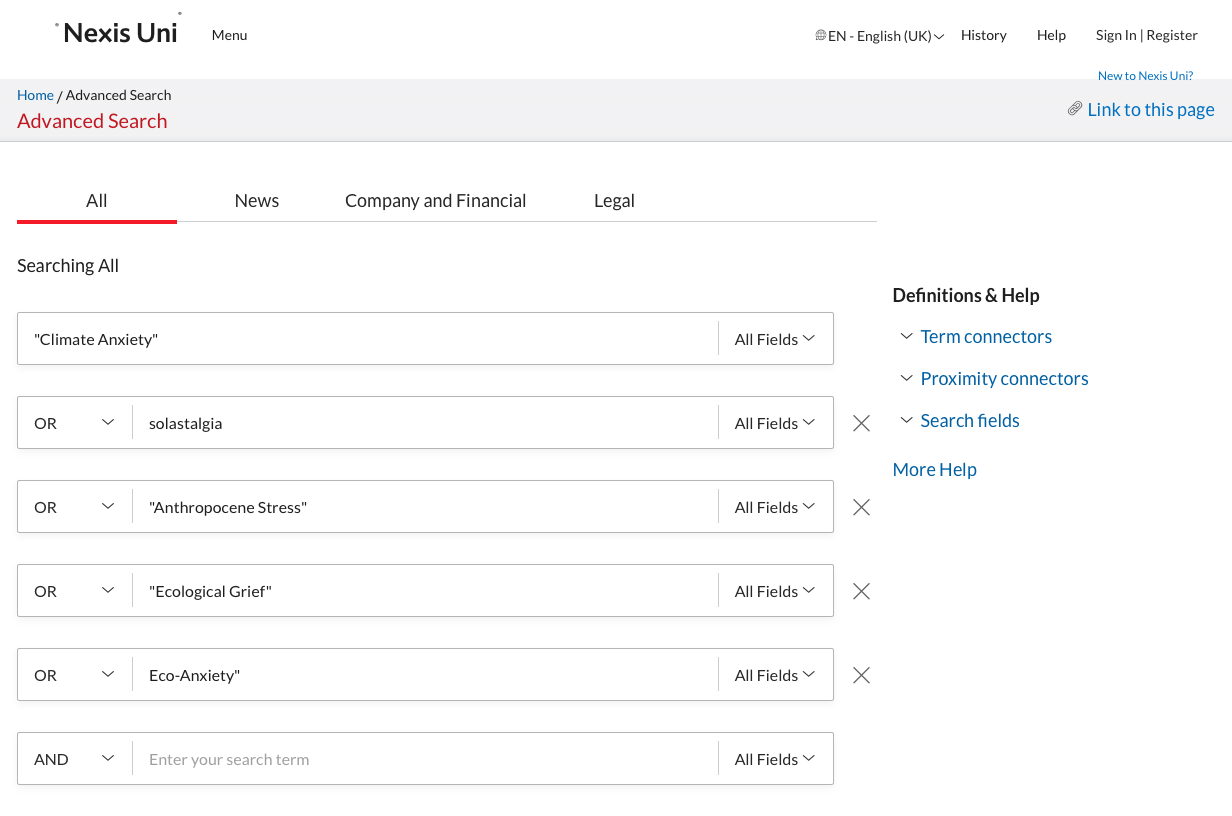 Nexis Uni Menu EN - English (UK) History Help Sign In | Register
New to Nexis Uni?
Home / Advanced Search
Advanced Search
Link to this page
All News Company and Financial Legal
Searching All
Definitions & Help
"Climate Anxiety" All Fields
Term connectors
Proximity connectors
OR solastalgia All Fields
Search fields
More Help
OR "Anthropocene Stress" All Fields
OR "Ecological Grief" All Fields
OR Eco-Anxiety" All Fields
AND Enter your search term All Fields